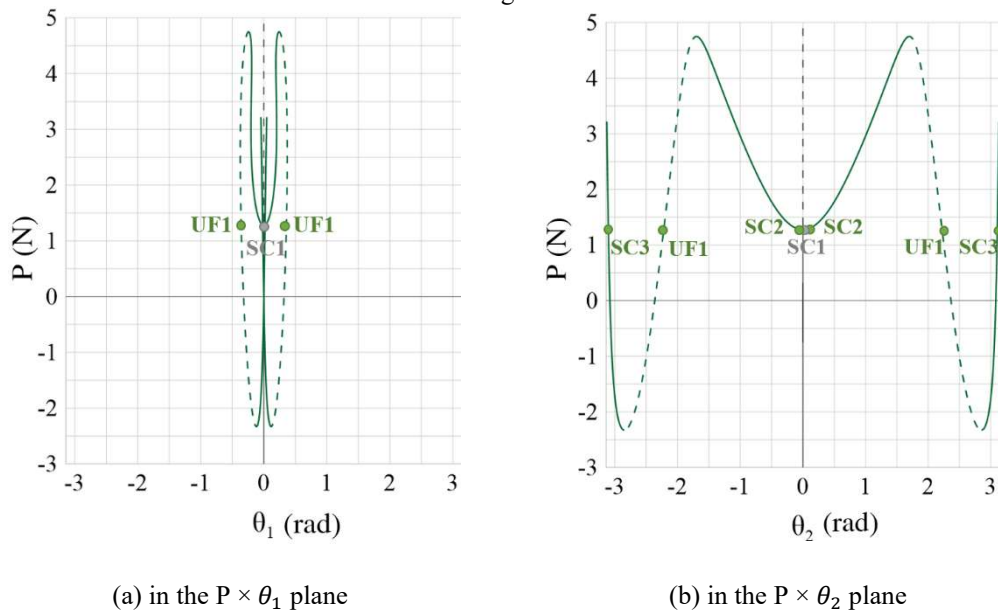 g
5
4
3
2
1
0
-1
-2
-3
P (N)
UF1
UF1
SC1
-3
-2
-1
0
1
2
3
θ₁ (rad)
(a) in the P × θ₁ plane
5
4
3
2
1
0
-1
-2
-3
P (N)
SC2
SC2
SC3
UF1
SC1
UF1
SC3
-3
-2
-1
0
1
2
3
θ₂ (rad)
(b) in the P × θ₂ plane